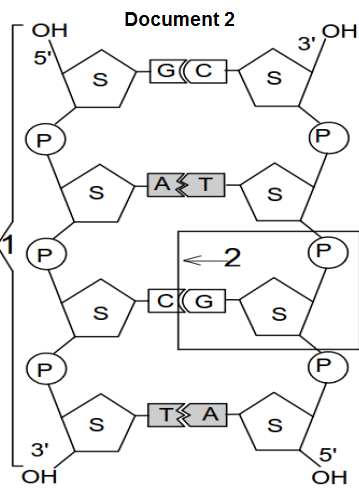 Document 2
OH OH
5' 3'
S G C S
P P
S A T S
1 P P
2
S C G S
P P
S T A S
3' 5'
OH OH